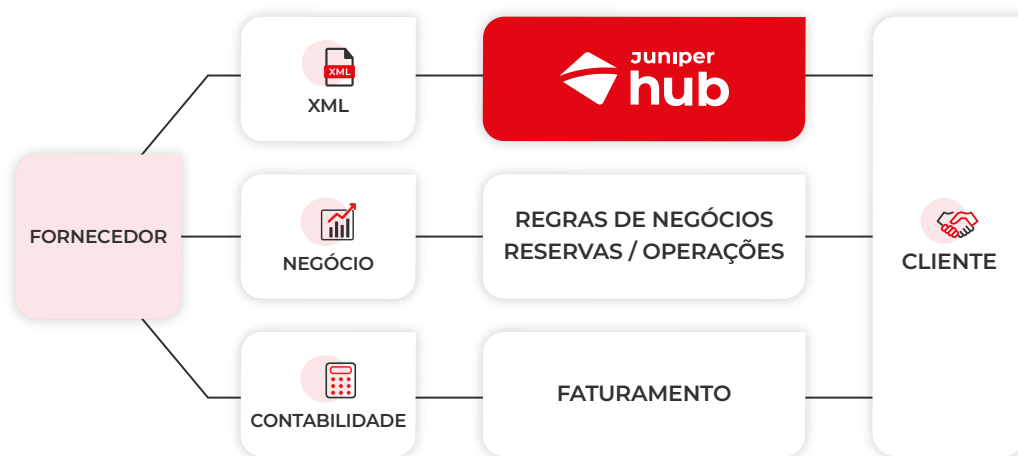 XML
XML
Juniper
hub
FORNECEDOR
NEGÓCIO
REGRAS DE NEGÓCIOS
RESERVAS / OPERAÇÕES
CLIENTE
CONTABILIDADE
FATURAMENTO